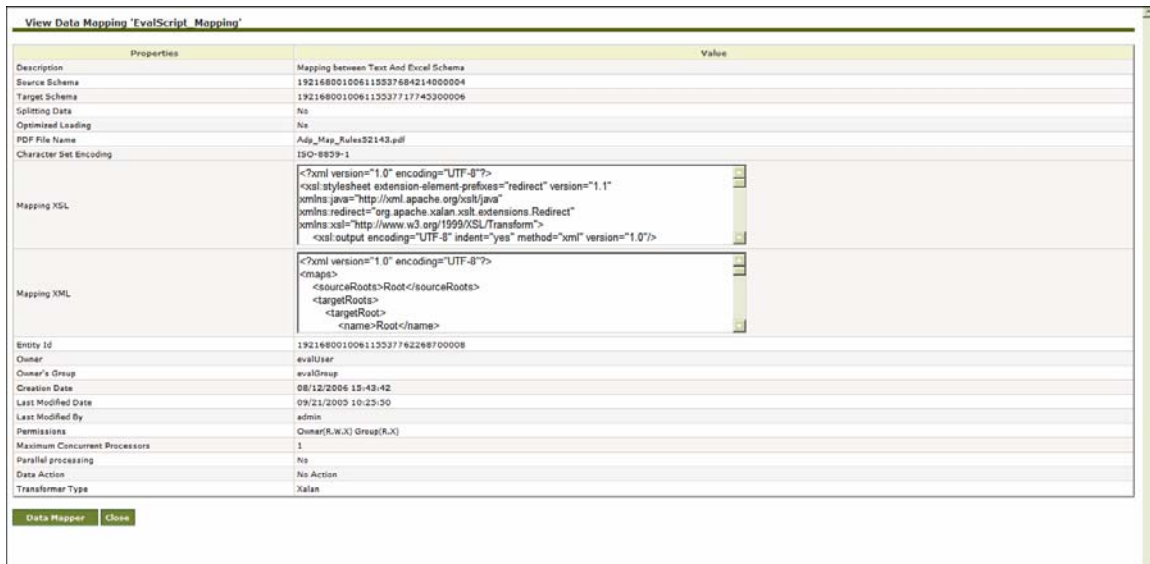 View Data Mapping 'EvalScript_Mapping'
Properties Value
Description Mapping between Text And Excel Schema
Source Schema 192168001006115537684214000004
Target Schema 192168001006115537717745300006
Splitting Data No
Optimized Loading No
PDF File Name Adp_Map_Rules52143.pdf
Character Set Encoding ISO-8859-1
Mapping XSL
<?xml version="1.0" encoding="UTF-8"?>
<xsl:stylesheet extension-element-prefixes="redirect" version="1.1"
xmlns:java="http://xml.apache.org/xslt/java"
xmlns:redirect="org.apache.xalan.xslt.extensions.Redirect"
xmlns:xsl="http://www.w3.org/1999/XSL/Transform">
<xsl:output encoding="UTF-8" indent="yes" method="xml" version="1.0"/>
Mapping XML
<?xml version="1.0" encoding="UTF-8"?>
<maps>
<sourceRoots>Root</sourceRoots>
<targetRoots>
<targetRoot>
<name>Root</name>
Entity Id 192168001006115537762268700008
Owner evalUser
Owner's Group evalGroup
Creation Date 08/12/2006 15:43:42
Last Modified Date 09/21/2005 10:25:50
Last Modified By admin
Permissions Owner(R,W,X) Group(R,X)
Maximum Concurrent Processors 1
Parallel processing No
Data Action No Action
Transformer Type Xalan
Data Mapper Close